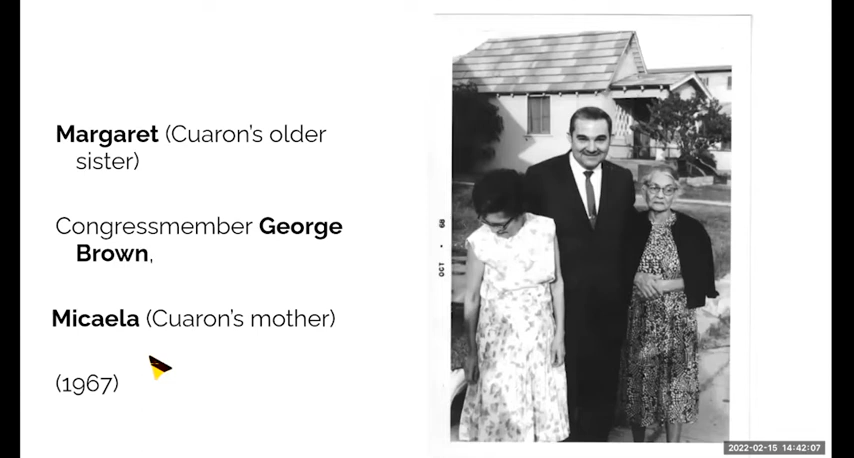 Margaret (Cuaron's older
sister)
Congressmember George
Brown,
Micaela (Cuaron's mother)
(1967)
OCT • 68
2022-02-15 14:42:07